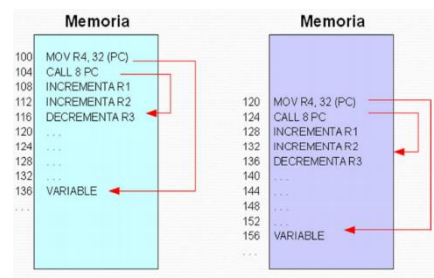 Memoria
100 MOV R4, 32 (PC)
104 CALL 8 PC
108 INCREMENTA R1
112 INCREMENTA R2
116 DECREMENTA R3
120 ...
124 ...
128 ...
132 ...
136 VARIABLE
...
Memoria
120 MOV R4, 32 (PC)
124 CALL 8 PC
128 INCREMENTA R1
132 INCREMENTA R2
136 DECREMENTA R3
140 ...
144 ...
148 ...
152 ...
156 VARIABLE
...